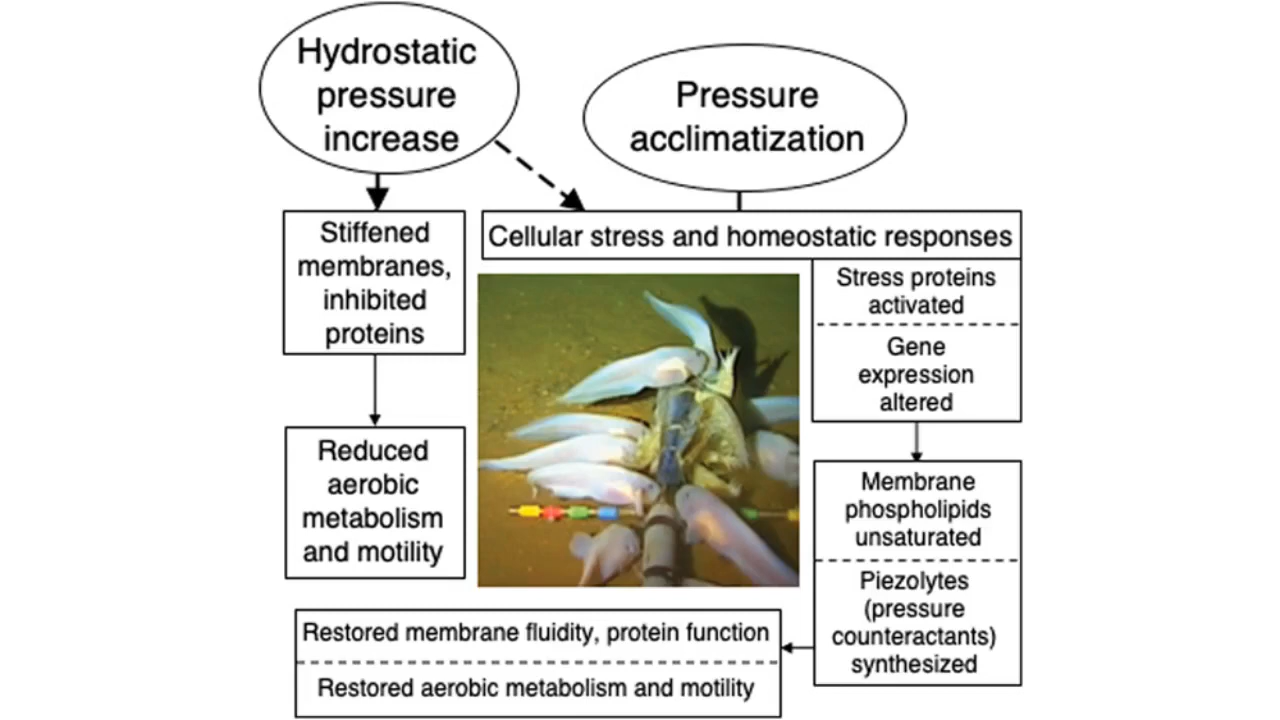 Hydrostatic
pressure
increase
Pressure
acclimatization
Stiffened
membranes,
inhibited
proteins
Reduced
aerobic
metabolism
and motility
Cellular stress and homeostatic responses
Stress proteins
activated
Gene
expression
altered
Membrane
phospholipids
unsaturated
Piezolytes
(pressure
counteractants)
synthesized
Restored membrane fluidity, protein function
Restored aerobic metabolism and motility